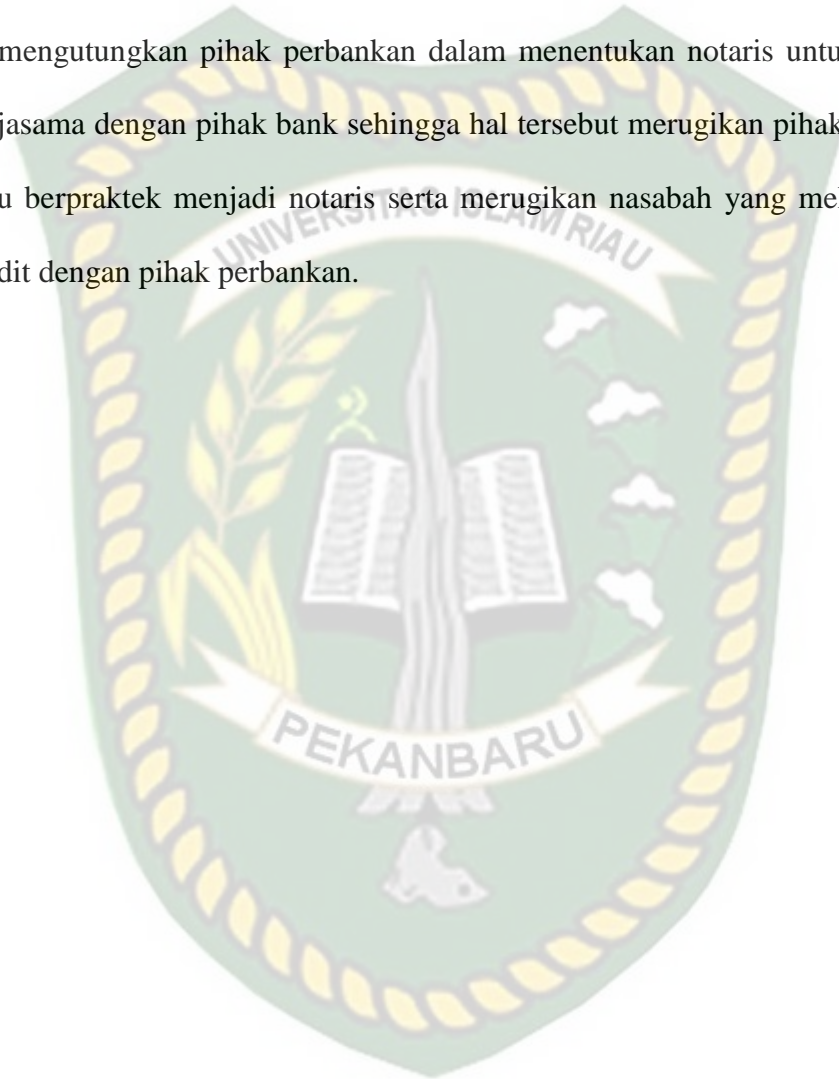 mengutungkan pihak perbankan dalam menentukan notaris untu
jasama dengan pihak bank sehingga hal tersebut merugikan pihak
u berpraktek menjadi notaris serta merugikan nasabah yang mel
dit dengan pihak perbankan.
UNIVERSITAS ISLAM RIAU
PEKANBARU